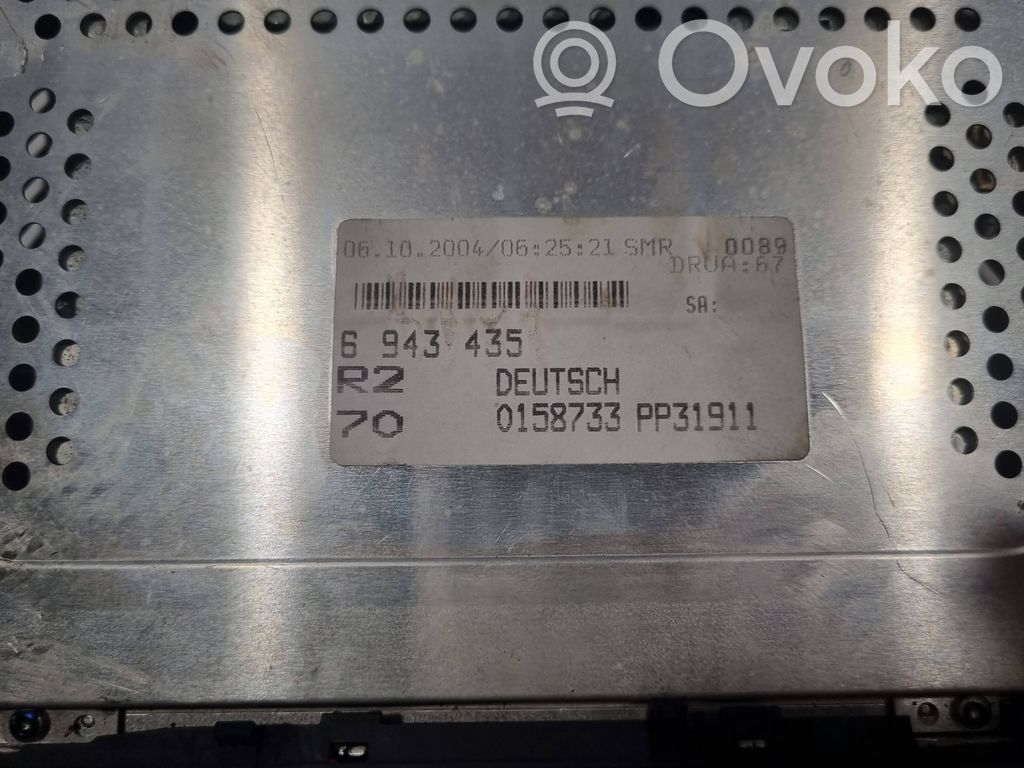 Ovoko
06.10.2004/06:25:21 SMR 0089
DRUA:67
SA:
6 943 435
R2 DEUTSCH
70 0158733 PP31911